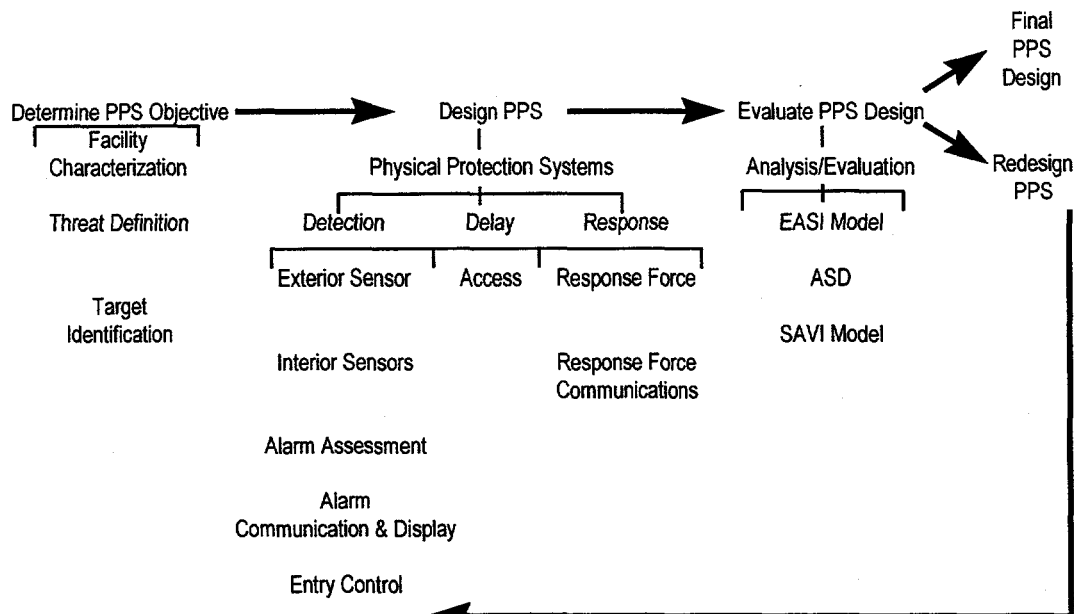 Final
PPS
Design
Determine PPS Objective
Design PPS
Evaluate PPS Design
Facility
Characterization
Physical Protection Systems
Analysis/Evaluation
Redesign
PPS
Threat Definition
Detection
Delay
Response
EASI Model
Exterior Sensor
Access
Response Force
ASD
Target
Identification
SAVI Model
Interior Sensors
Response Force
Communications
Alarm Assessment
Alarm
Communication & Display
Entry Control